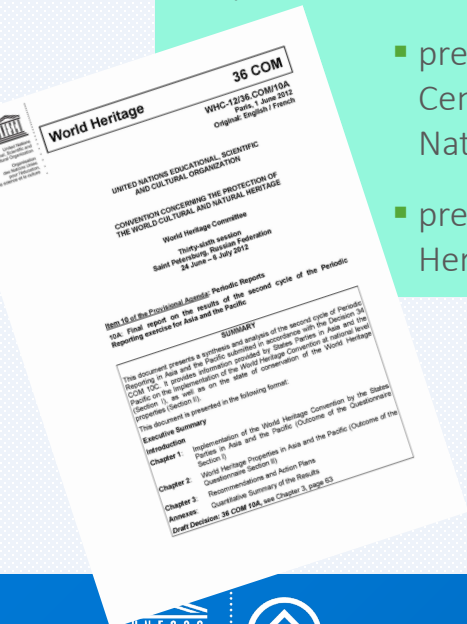 36 COM
World Heritage
WHC-12/36.COM/10A
Paris, 1 June 2012
Original: English / French
UNITED NATIONS EDUCATIONAL, SCIENTIFIC
AND CULTURAL ORGANIZATION
CONVENTION CONCERNING THE PROTECTION OF
THE WORLD CULTURAL AND NATURAL HERITAGE
World Heritage Committee
Thirty-sixth session
Saint Petersburg, Russian Federation
24 June – 6 July 2012
Item 10 of the Provisional Agenda: Periodic Reports
10A: Final report on the results of the second cycle of the Periodic
Reporting exercise for Asia and the Pacific
SUMMARY
This document presents a synthesis and analysis of the second cycle of Periodic
Reporting in Asia and the Pacific submitted in accordance with the Decision 34
COM 10C. It provides information provided by States Parties in Asia and the
Pacific on the Implementation of the World Heritage Convention at national level
(Section I), as well as on the state of conservation of the World Heritage
properties (Section II).
This document is presented in the following format:
Executive Summary
Introduction
Chapter 1: Implementation of the World Heritage Convention by the States
Parties in Asia and the Pacific (Outcome of the Questionnaire
Section I)
Chapter 2: World Heritage Properties in Asia and the Pacific (Outcome of the
Questionnaire Section II)
Chapter 3: Recommendations and Action Plans
Annexes: Quantitative Summary of the Results
Draft Decision: 36 COM 10A, see Chapter 3, page 63
pre
Cer
Nat
pre
Her